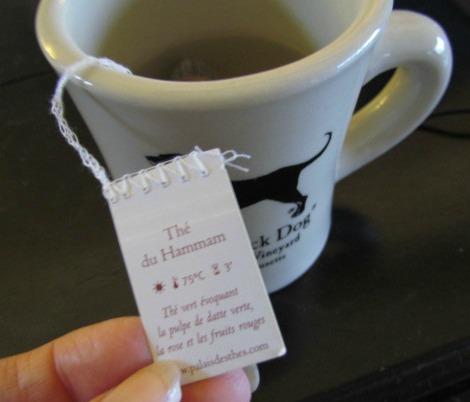 Thé
du Hammam
75°C 3'
Thé vert évoquant
la pulpe de datte verte,
la rose et les fruits rouges
www.palaisdesthes.com
ck Dog
Vineyard